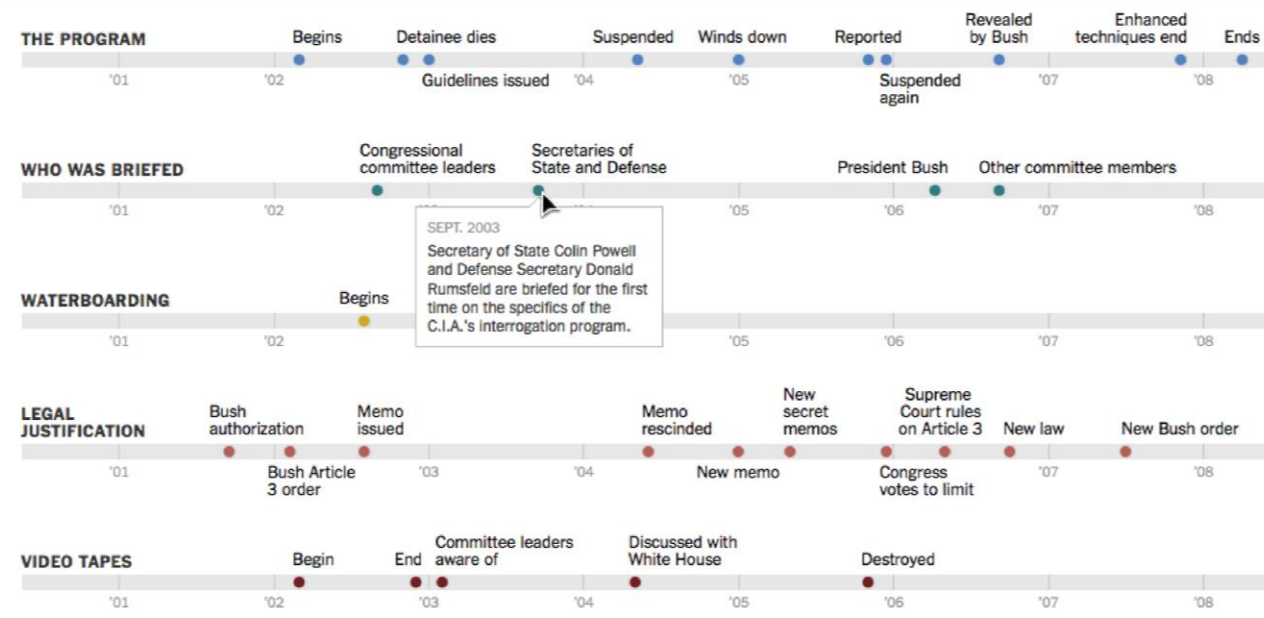 THE PROGRAM
Begins
Detainee dies
Suspended
Winds down
Reported
Revealed
by Bush
Enhanced
techniques end
Ends
'01
'02
Guidelines issued
'04
'05
Suspended
again
'07
'08
WHO WAS BRIEFED
Congressional
committee leaders
Secretaries of
State and Defense
President Bush
Other committee members
'01
'02
'05
'06
'07
'08
SEPT. 2003
Secretary of State Colin Powell
and Defense Secretary Donald
Rumsfeld are briefed for the first
time on the specifics of the
C.I.A.'s interrogation program.
WATERBOARDING
Begins
'01
'02
'05
'06
'07
'08
LEGAL
JUSTIFICATION
Bush
authorization
Memo
issued
Memo
rescinded
New
secret
memos
Supreme
Court rules
on Article 3
New law
New Bush order
'01
Bush Article
3 order
'03
'04
New memo
Congress
votes to limit
'07
'08
VIDEO TAPES
Begin
End
Committee leaders
aware of
Discussed with
White House
Destroyed
'01
'02
'03
'04
'05
'06
'07
'08